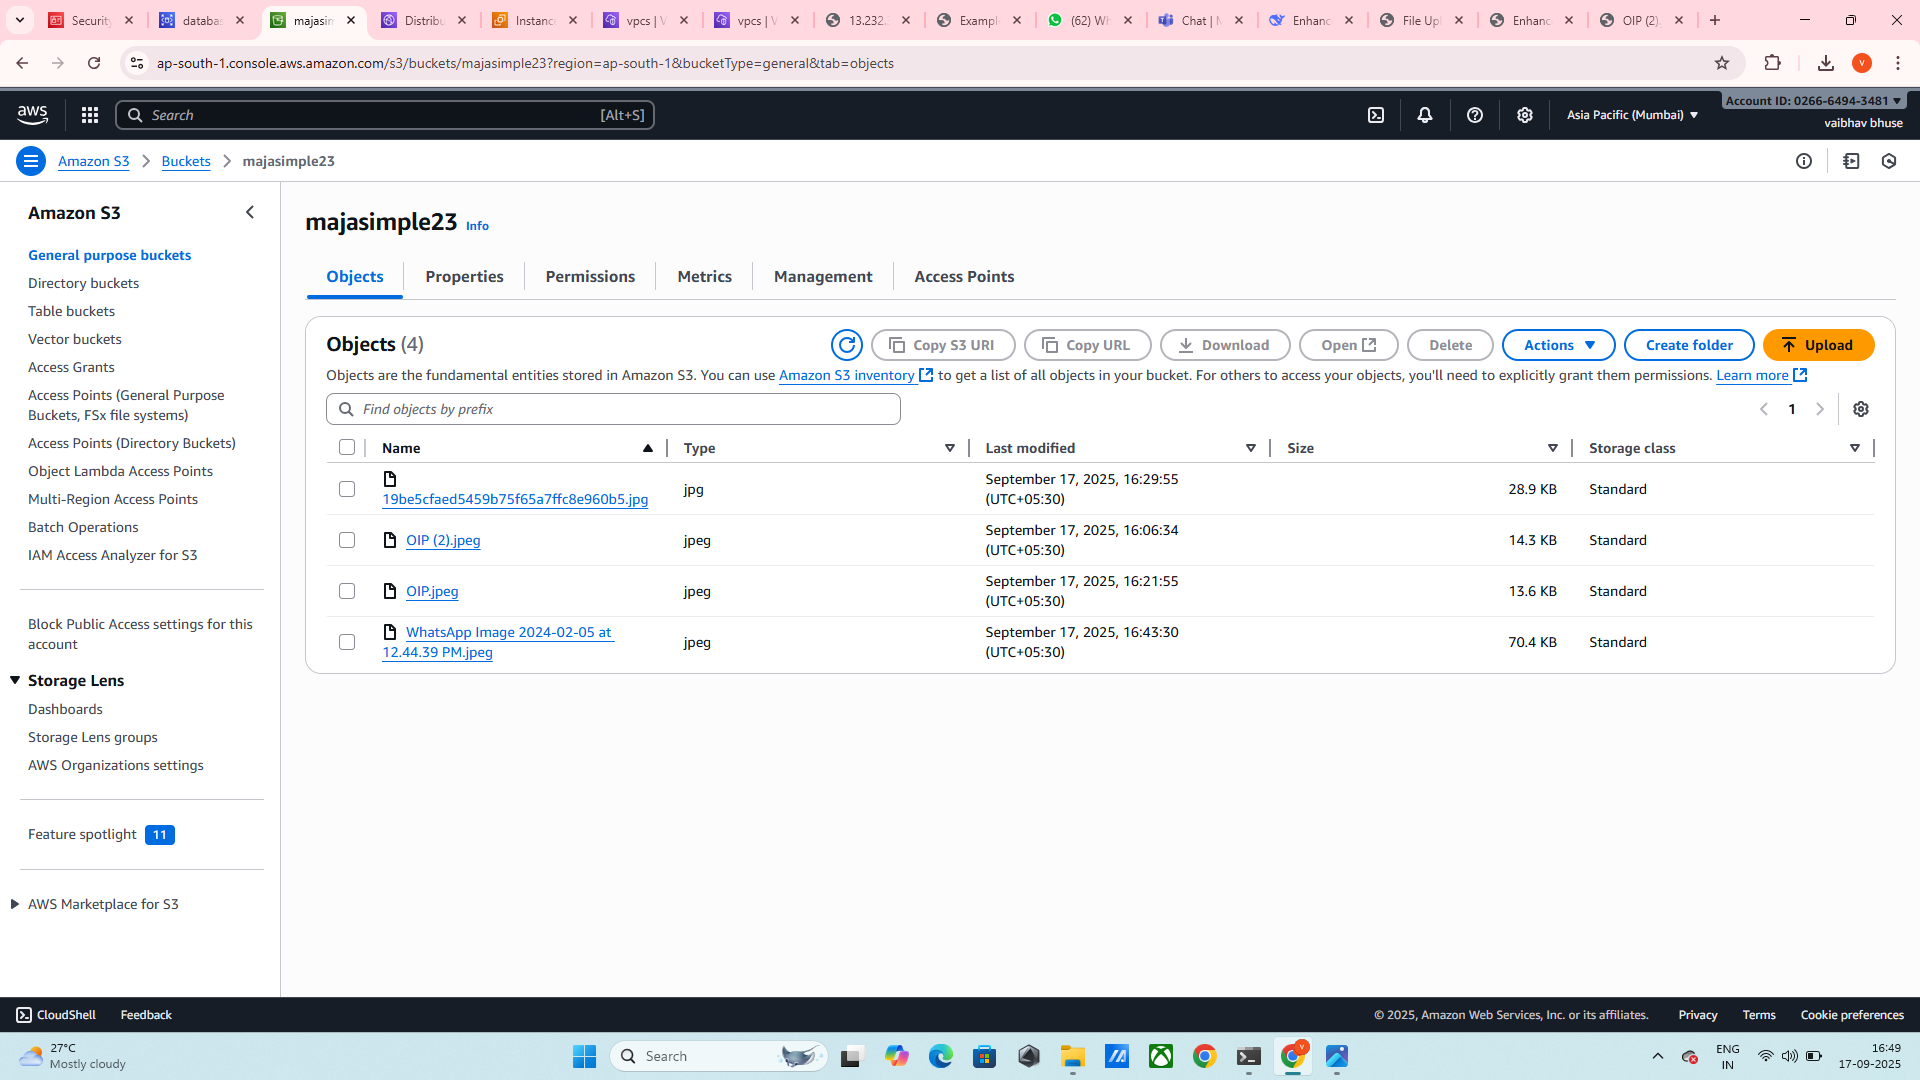 Security
databas
majasim
Distribu
Instance
vpcs | V
vpcs | V
13.232.
Example
(62) Wh
Chat | M
Enhanc
File Upl
Enhanc
OIP (2).
ap-south-1.console.aws.amazon.com/s3/buckets/majasimple23?region=ap-south-1&bucketType=general&tab=objects
V
aws
Search
[Alt+S]
Asia Pacific (Mumbai)
Account ID: 0266-6494-3481
vaibhav bhuse
Amazon S3
Buckets
majasimple23
Amazon S3
General purpose buckets
Directory buckets
Table buckets
Vector buckets
Access Grants
Access Points (General Purpose
Buckets, FSx file systems)
Access Points (Directory Buckets)
Object Lambda Access Points
Multi-Region Access Points
Batch Operations
IAM Access Analyzer for S3
Block Public Access settings for this
account
Storage Lens
Dashboards
Storage Lens groups
AWS Organizations settings
Feature spotlight 11
AWS Marketplace for S3
majasimple23 Info
Objects
Properties
Permissions
Metrics
Management
Access Points
Objects (4)
Copy S3 URI
Copy URL
Download
Open
Delete
Actions
Create folder
Upload
Objects are the fundamental entities stored in Amazon S3. You can use Amazon S3 inventory to get a list of all objects in your bucket. For others to access your objects, you'll need to explicitly grant them permissions. Learn more
Find objects by prefix
1
Name
Type
Last modified
Size
Storage class
19be5cfaed5459b75f65a7ffc8e960b5.jpg
jpg
September 17, 2025, 16:29:55
(UTC+05:30)
28.9 KB
Standard
OIP (2).jpeg
jpeg
September 17, 2025, 16:06:34
(UTC+05:30)
14.3 KB
Standard
OIP.jpeg
jpeg
September 17, 2025, 16:21:55
(UTC+05:30)
13.6 KB
Standard
WhatsApp Image 2024-02-05 at
12.44.39 PM.jpeg
jpeg
September 17, 2025, 16:43:30
(UTC+05:30)
70.4 KB
Standard
CloudShell
Feedback
© 2025, Amazon Web Services, Inc. or its affiliates.
Privacy
Terms
Cookie preferences
27°C
Mostly cloudy
Search
ENG
IN
16:49
17-09-2025